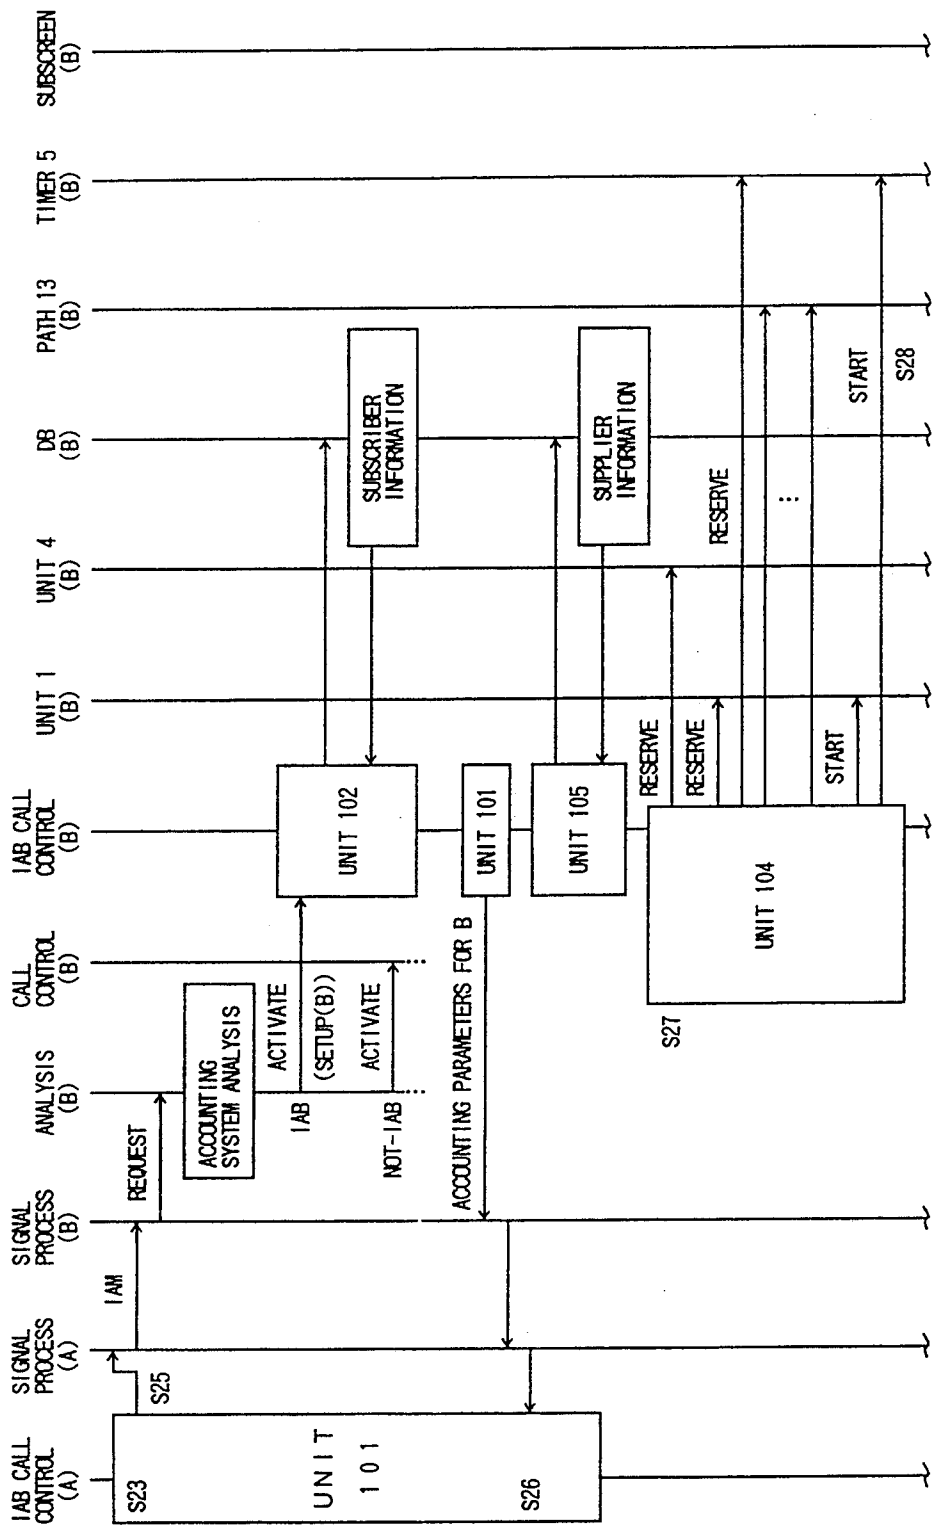 IAB CALL
CONTROL
(A)
SIGNAL
PROCESS
(A)
SIGNAL
PROCESS
(B)
ANALYSIS
(B)
CALL
CONTROL
(B)
IAB CALL
CONTROL
(B)
UNIT 1
(B)
UNIT 4
(B)
DB
(B)
PATH 13
(B)
TIMER 5
(B)
SUBSCREEN
(B)
S23
UNIT
101
S26
S25
IAM
REQUEST
ACCOUNTING
SYSTEM ANALYSIS
IAB
ACTIVATE
(SETUP(B))
NOT-IAB
ACTIVATE
UNIT 102
SUBSCRIBER
INFORMATION
ACCOUNTING PARAMETERS FOR B
UNIT 101
UNIT 105
SUPPLIER
INFORMATION
S27
UNIT 104
RESERVE
RESERVE
RESERVE
...
START
START
S28